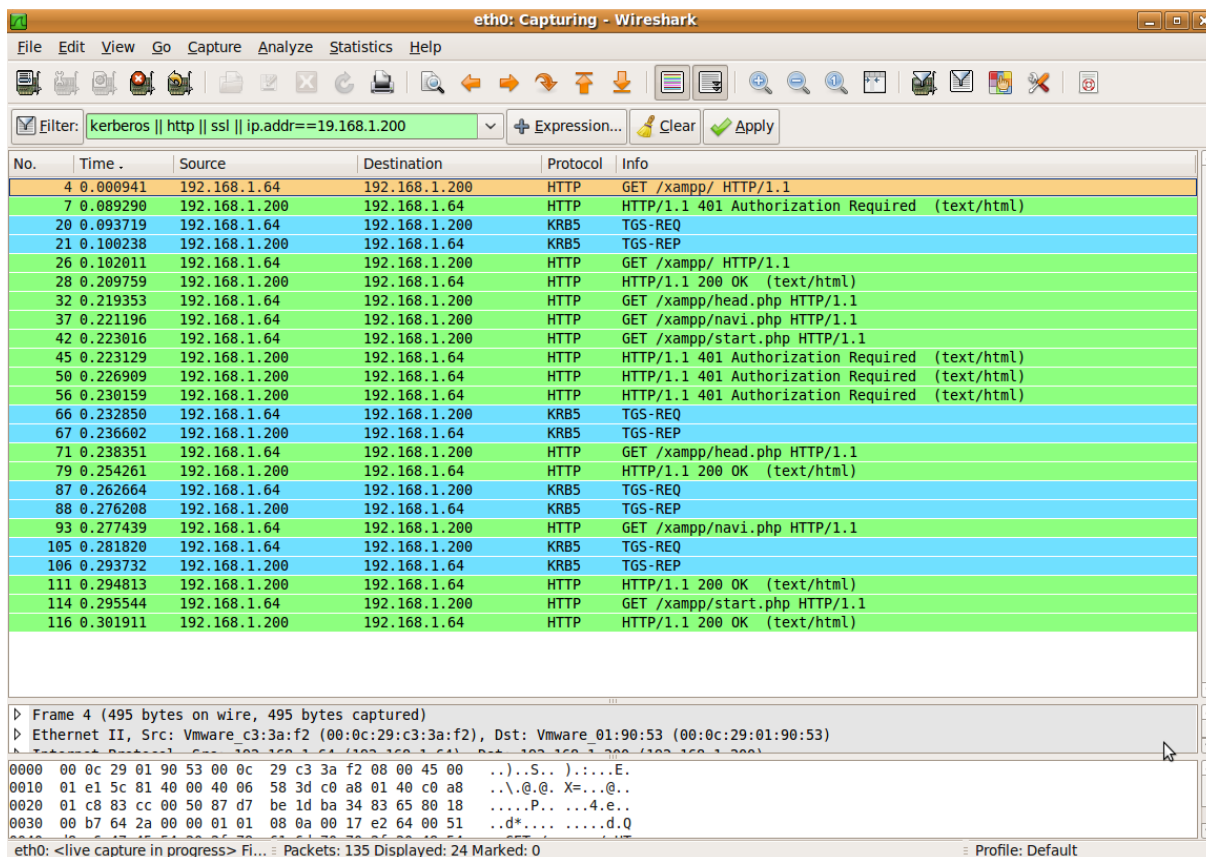 eth0: Capturing - Wireshark
File Edit View Go Capture Analyze Statistics Help
Filter: kerberos || http || ssl || ip.addr==19.168.1.200 Expression... Clear Apply
No. Time . Source Destination Protocol Info
4 0.000941 192.168.1.64 192.168.1.200 HTTP GET /xampp/ HTTP/1.1
7 0.089290 192.168.1.200 192.168.1.64 HTTP HTTP/1.1 401 Authorization Required (text/html)
20 0.093719 192.168.1.64 192.168.1.200 KRB5 TGS-REQ
21 0.100238 192.168.1.200 192.168.1.64 KRB5 TGS-REP
26 0.102011 192.168.1.64 192.168.1.200 HTTP GET /xampp/ HTTP/1.1
28 0.209759 192.168.1.200 192.168.1.64 HTTP HTTP/1.1 200 OK (text/html)
32 0.219353 192.168.1.64 192.168.1.200 HTTP GET /xampp/head.php HTTP/1.1
37 0.221196 192.168.1.64 192.168.1.200 HTTP GET /xampp/navi.php HTTP/1.1
42 0.223016 192.168.1.64 192.168.1.200 HTTP GET /xampp/start.php HTTP/1.1
45 0.223129 192.168.1.200 192.168.1.64 HTTP HTTP/1.1 401 Authorization Required (text/html)
50 0.226909 192.168.1.200 192.168.1.64 HTTP HTTP/1.1 401 Authorization Required (text/html)
56 0.230159 192.168.1.200 192.168.1.64 HTTP HTTP/1.1 401 Authorization Required (text/html)
66 0.232850 192.168.1.64 192.168.1.200 KRB5 TGS-REQ
67 0.236602 192.168.1.200 192.168.1.64 KRB5 TGS-REP
71 0.238351 192.168.1.64 192.168.1.200 HTTP GET /xampp/head.php HTTP/1.1
79 0.254261 192.168.1.200 192.168.1.64 HTTP HTTP/1.1 200 OK (text/html)
87 0.262664 192.168.1.64 192.168.1.200 KRB5 TGS-REQ
88 0.276208 192.168.1.200 192.168.1.64 KRB5 TGS-REP
93 0.277439 192.168.1.64 192.168.1.200 HTTP GET /xampp/navi.php HTTP/1.1
105 0.281820 192.168.1.64 192.168.1.200 KRB5 TGS-REQ
106 0.293732 192.168.1.200 192.168.1.64 KRB5 TGS-REP
111 0.294813 192.168.1.200 192.168.1.64 HTTP HTTP/1.1 200 OK (text/html)
114 0.295544 192.168.1.64 192.168.1.200 HTTP GET /xampp/start.php HTTP/1.1
116 0.301911 192.168.1.200 192.168.1.64 HTTP HTTP/1.1 200 OK (text/html)
Frame 4 (495 bytes on wire, 495 bytes captured)
Ethernet II, Src: Vmware_c3:3a:f2 (00:0c:29:c3:3a:f2), Dst: Vmware_01:90:53 (00:0c:29:01:90:53)
0000 00 0c 29 01 90 53 00 0c 29 c3 3a f2 08 00 45 00 ..)..S.. ).:...E.
0010 01 e1 5c 81 40 00 40 06 58 3d c0 a8 01 40 c0 a8 ..\.@.@. X=...@..
0020 01 c8 83 cc 00 50 87 d7 be 1d ba 34 83 65 80 18 .....P.. ...4.e..
0030 00 b7 64 2a 00 00 01 01 08 0a 00 17 e2 64 00 51 ..d*.... .....d.Q
eth0: <live capture in progress> Fi... Packets: 135 Displayed: 24 Marked: 0 Profile: Default